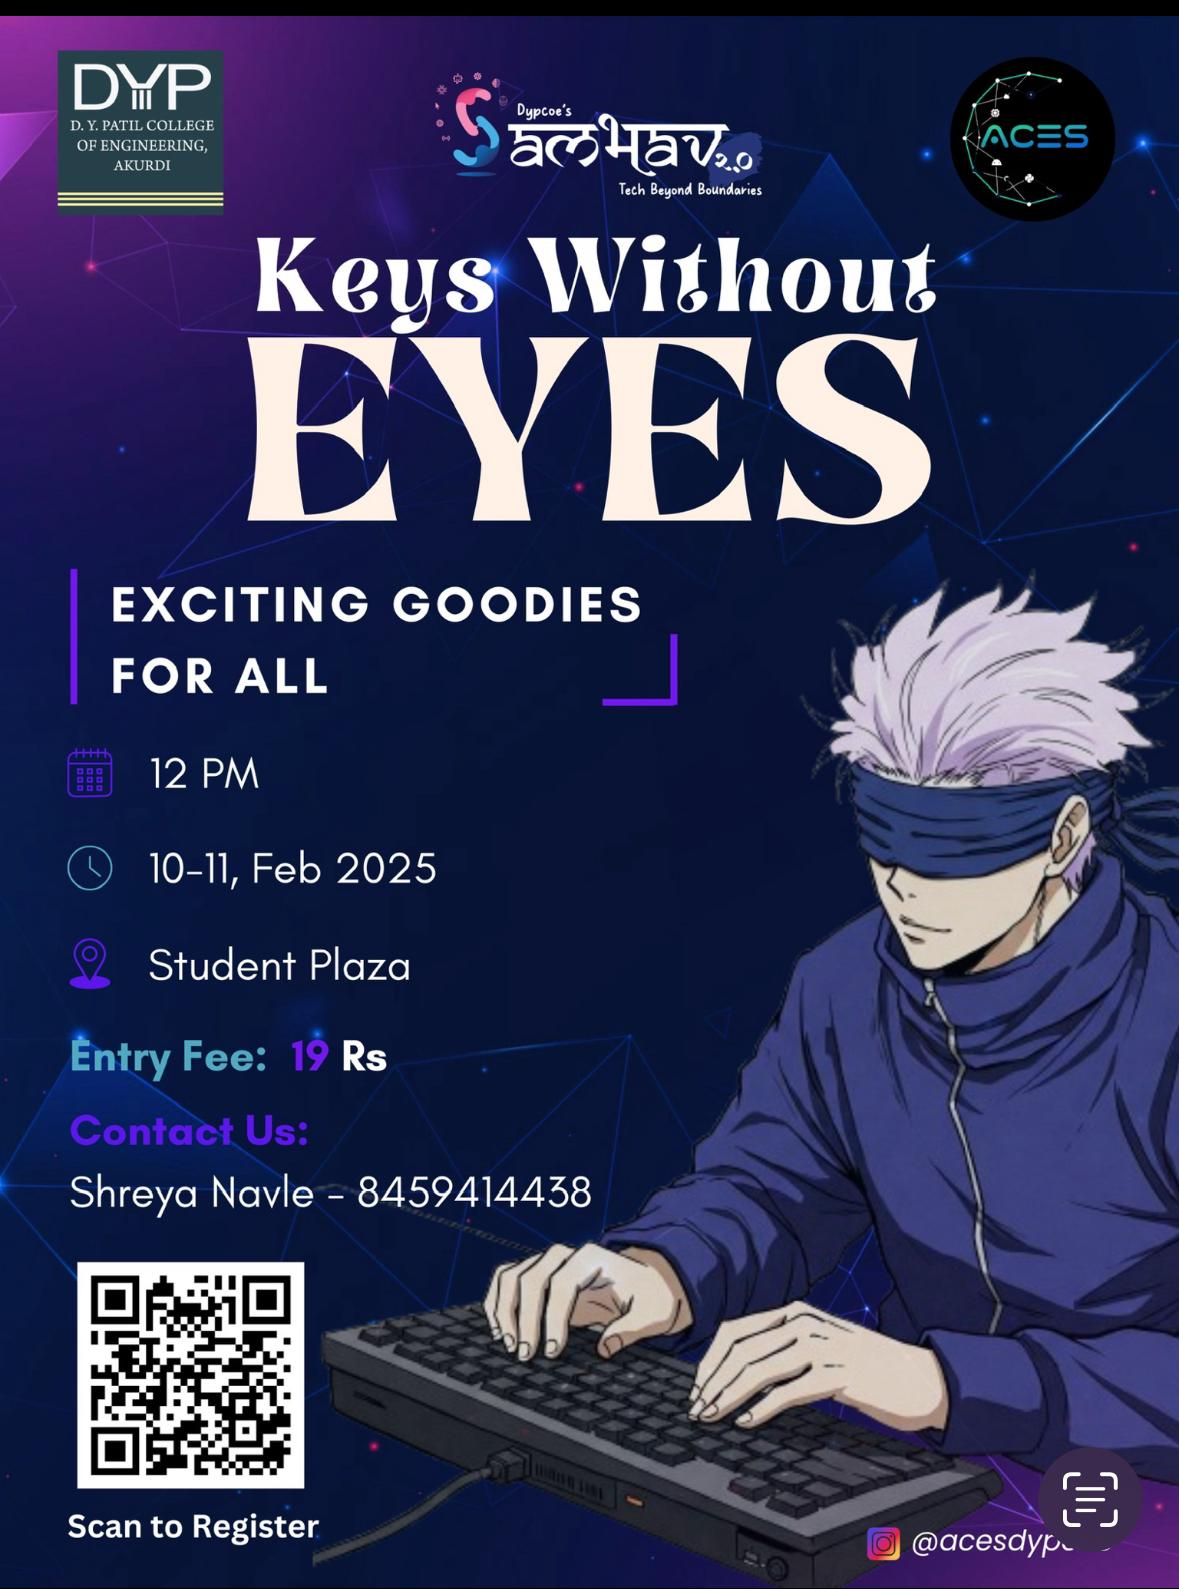 DYP
D. Y. PATIL COLLEGE
OF ENGINEERING,
AKURDI
Dypcoe's
Samभav 2.0
Tech Beyond Boundaries
ACES
Keys Without
EYES
EXCITING GOODIES
FOR ALL
12 PM
10-11, Feb 2025
Student Plaza
Entry Fee: 19 Rs
Contact Us:
Shreya Navle - 8459414438
Scan to Register